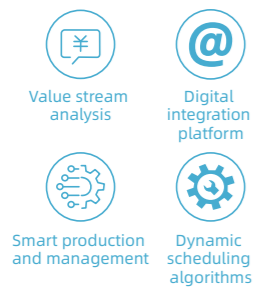 ¥
@
Value stream
analysis
Digital
integration
platform
Smart production
and management
Dynamic
scheduling
algorithms